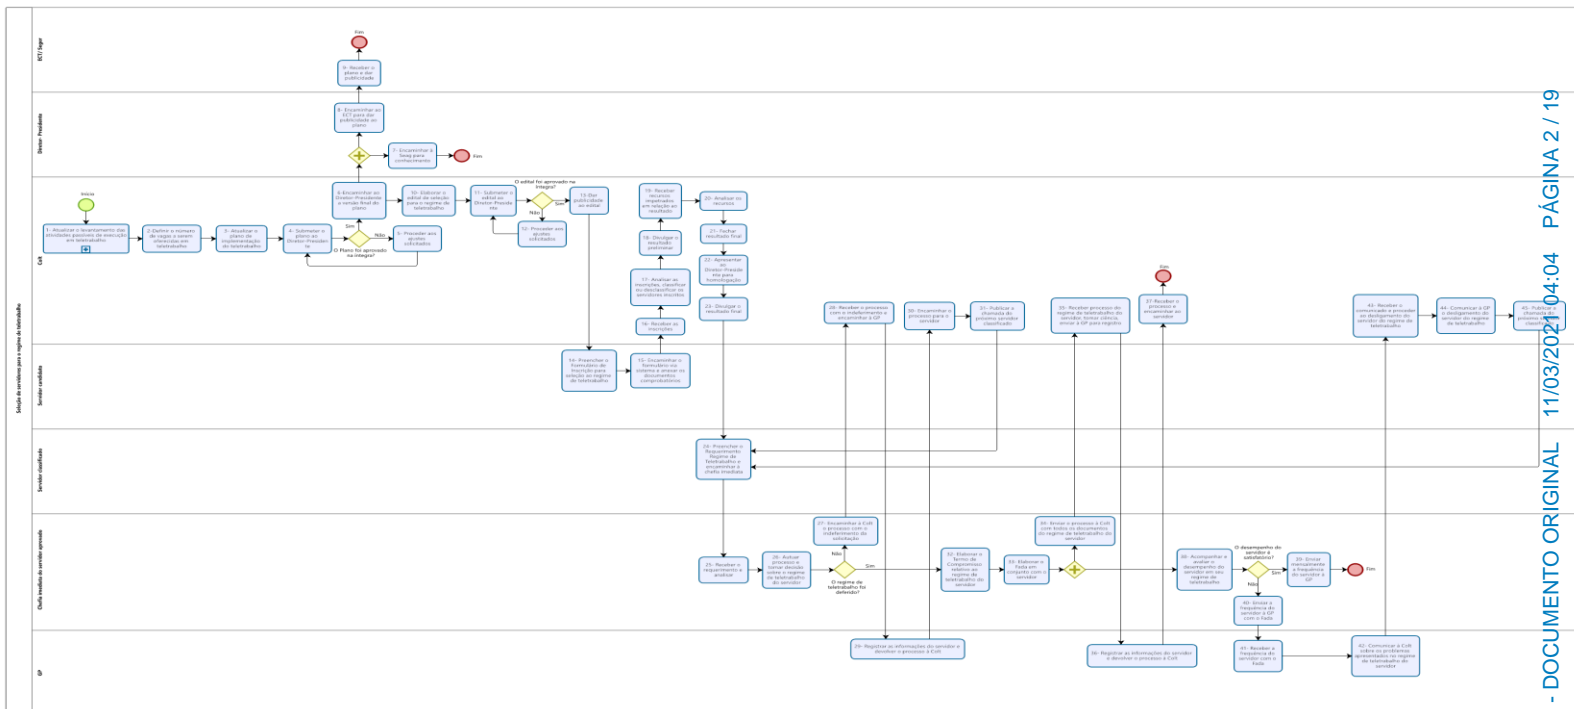 Seleção de servidores para o regime de teletrabalho
ECT/ Seger
Diretor- Presidente
CoR
Servidor candidato
Servidor classificado
Chefia imediata do servidor aprovado
GP
Fim
9- Receber o
plano e dar
publicidade
8- Encaminhar ao
ECT para dar
publicidade ao
plano
7- Encaminhar à
Seag para
conhecimento
Fim
Início
1- Atualizar o levantamento das
atividades passíveis de execução
em teletrabalho
2-Definir o número
de vagas a serem
oferecidas em
teletrabalho
3- Atualizar o
plano de
implementação
do teletrabalho
4- Submeter o
plano ao
Diretor-Preside
nte
O Plano foi aprovado
na íntegra?
Sim
Não
5- Proceder aos
ajustes
solicitados
6-Encaminhar ao
Diretor-Presidente
a versão final do
plano
10- Elaborar o
edital de seleção
para o regime de
teletrabalho
11- Submeter o
edital ao
Diretor-Preside
nte
O edital foi aprovado na
íntegra?
Sim
Não
12- Proceder aos
ajustes
solicitados
13-Dar
publicidade
ao edital
14- Preencher o
formulário de
inscrição para
seleção ao regime
de teletrabalho
15- Encaminhar o
formulário via
sistema e anexar os
documentos
comprobatórios
16- Receber as
inscrições
17- Analisar as
inscrições, classificar
ou desclassificar os
servidores inscritos
18- Divulgar o
resultado
preliminar
19- Receber
recursos
impetrados
em relação ao
resultado
20- Analisar os
recursos
21- Fechar
resultado final
22- Apresentar
ao
Diretor-Preside
nte para
homologação
23- Divulgar o
resultado final
24- Preencher o
Requerimento
Regime de
Teletrabalho e
encaminhar à
chefia imediata
25- Receber o
requerimento e
analisar
26- Autuar
processo e
tomar decisão
sobre o regime
de teletrabalho
do servidor
O regime de
teletrabalho foi
deferido?
Não
Sim
27- Encaminhar à CoR
o processo com o
indeferimento da
solicitação
28- Receber o processo
com o indeferimento e
encaminhar à GP
29- Registrar as informações do servidor e
devolver o processo à CoR
30- Encaminhar o
processo para o
servidor
31- Publicar a
chamada do
próximo servidor
classificado
32- Elaborar o
Termo de
Compromisso
relativo ao
regime de
teletrabalho do
servidor
33- Elaborar o
Fada em
conjunto com o
servidor
34- Enviar o processo à CoR
com todos os documentos
do regime de teletrabalho do
servidor
35- Receber processo do
regime de teletrabalho do
servidor, tomar ciência,
enviar à GP para registro
36- Registrar as informações do servidor
e devolver o processo à CoR
37- Receber o
processo e
encaminhar ao
servidor
Fim
38- Acompanhar e
avaliar o
desempenho do
servidor em seu
regime de
teletrabalho
O desempenho do
servidor é
satisfatório?
Sim
Não
39- Enviar
mensalmente
a frequência
do servidor à
GP
Fim
40- Enviar a
frequência do
servidor à GP
com o Fada
41- Receber a
frequência do
servidor com o
Fada
42- Comunicar à CoR
sobre os problemas
apresentados no regime
de teletrabalho do
servidor
43- Receber o
comunicado e proceder
ao desligamento do
servidor do regime de
teletrabalho
44- Comunicar à GP
o desligamento do
servidor do regime
de teletrabalho
45- Publicar a
chamada do
próximo
- DOCUMENTO ORIGINAL 11/03/2021 04:04 PÁGINA 2 / 19